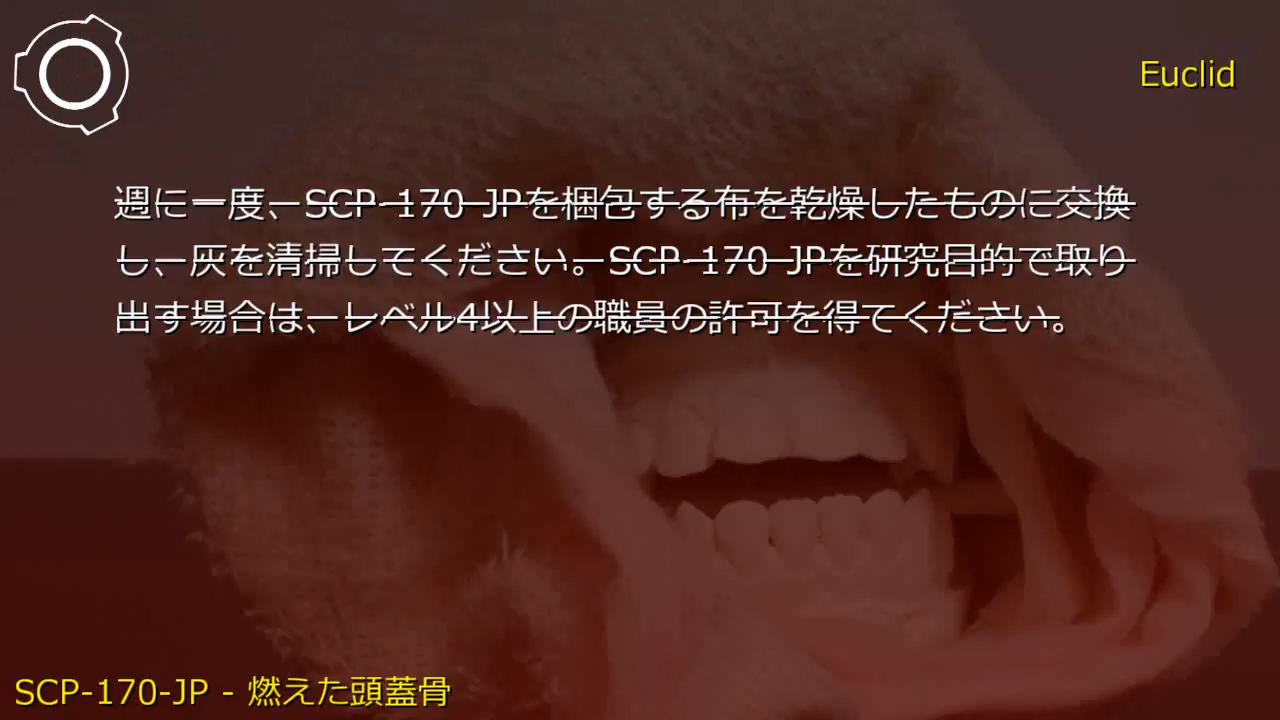 Euclid
週に一度、SCP-170-JPを梱包する布を乾燥したものに交換
し、灰を清掃してください。SCP-170-JPを研究目的で取り
出す場合は、レベル4以上の職員の許可を得てください。
SCP-170-JP - 燃えた頭蓋骨